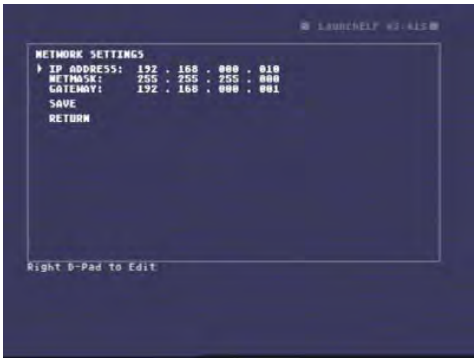 ■ LAUNCHELF V3.41S ■
NETWORK SETTINGS
IP ADDRESS: 192 . 168 . 000 . 010
NETMASK: 255 . 255 . 255 . 000
GATEWAY: 192 . 168 . 000 . 001
SAVE
RETURN
Right D-Pad to Edit